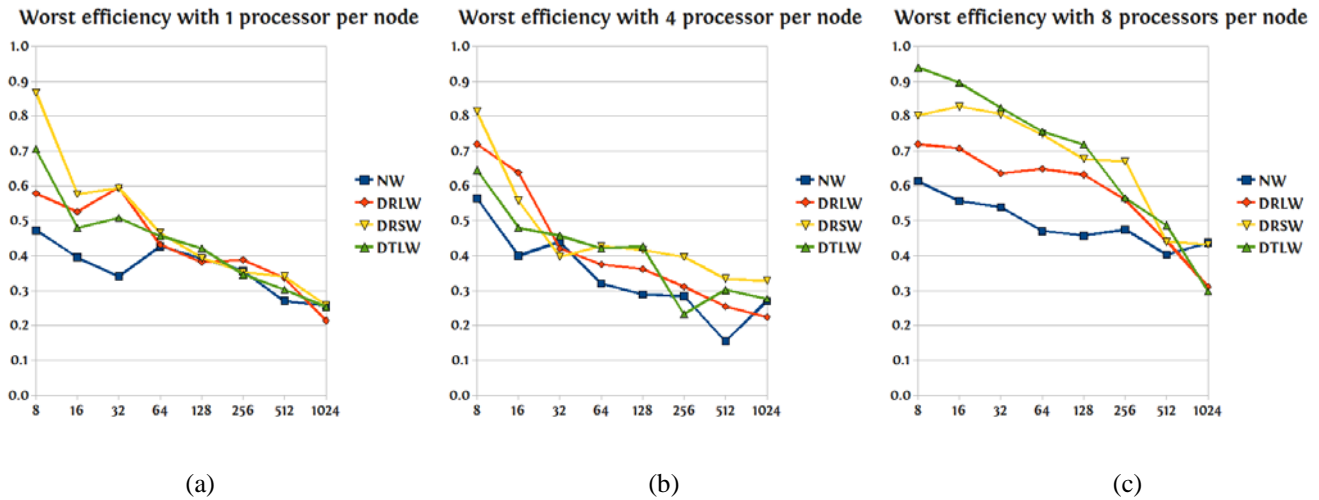 Worst efficiency with 1 processor per node
1.0
0.9
0.8
0.7
0.6
0.5
0.4
0.3
0.2
0.1
0.0
8 16 32 64 128 256 512 1024
NW
DRLW
DRSW
DTLW
(a)
Worst efficiency with 4 processor per node
1.0
0.9
0.8
0.7
0.6
0.5
0.4
0.3
0.2
0.1
0.0
8 16 32 64 128 256 512 1024
NW
DRLW
DRSW
DTLW
(b)
Worst efficiency with 8 processors per node
1.0
0.9
0.8
0.7
0.6
0.5
0.4
0.3
0.2
0.1
0.0
8 16 32 64 128 256 512 1024
NW
DRLW
DRSW
DTLW
(c)